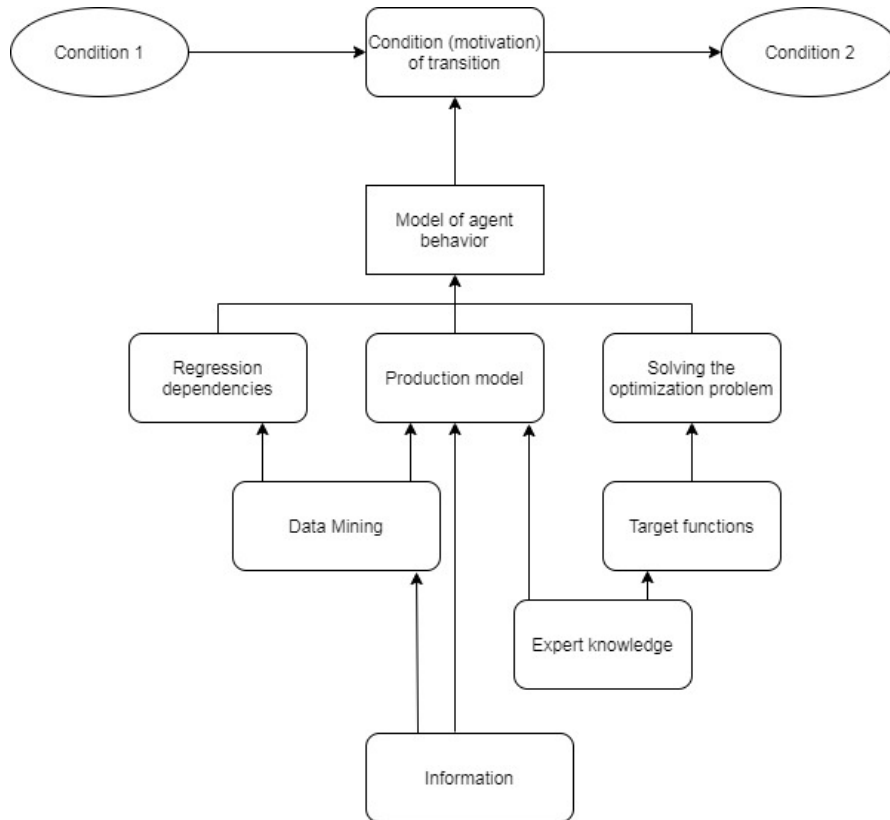 Condition 1
Condition (motivation)
of transition
Condition 2
Model of agent
behavior
Regression
dependencies
Production model
Solving the
optimization problem
Data Mining
Target functions
Expert knowledge
Information